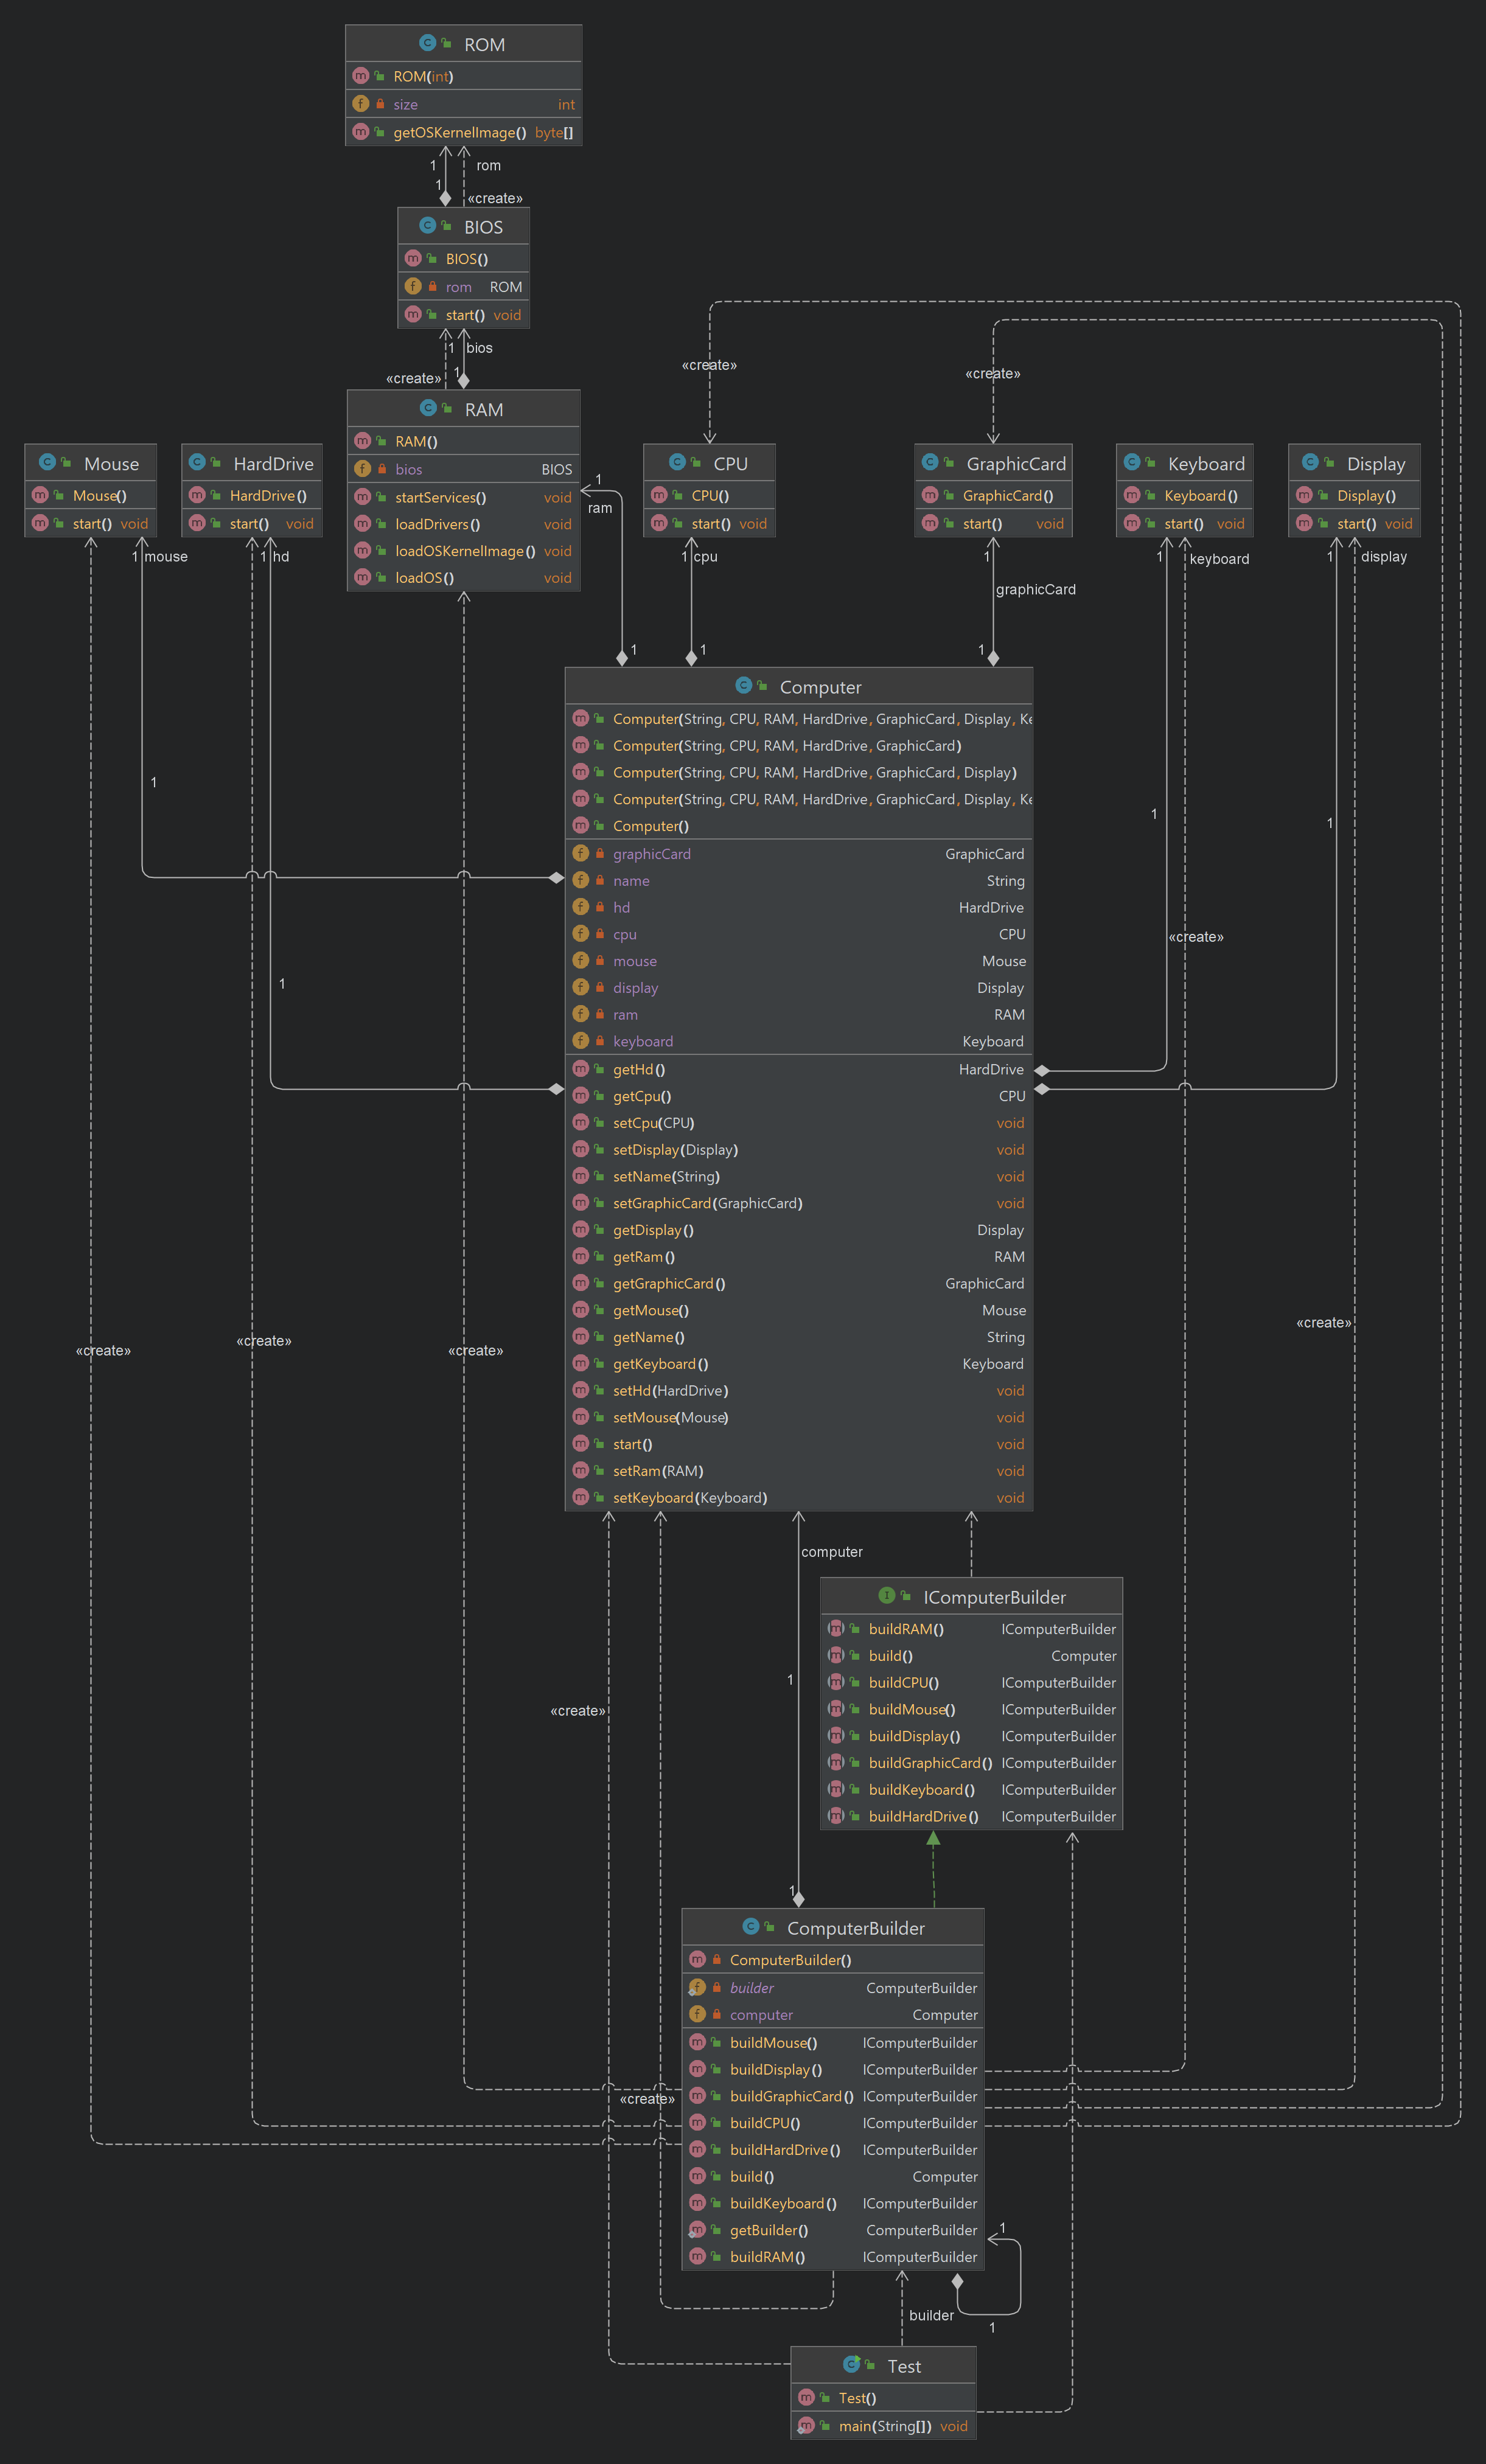 ROM
ROM(int)
size int
getOSKernelImage() byte[]
1 rom
1 «create»
BIOS
BIOS()
rom ROM
start() void
1 bios
«create» 1
RAM
RAM()
bios BIOS
startServices() void
loadDrivers() void
loadOSKernelImage() void
loadOS() void
1
ram
«create»
«create»
Mouse
Mouse()
start() void
HardDrive
HardDrive()
start() void
CPU
CPU()
start() void
GraphicCard
GraphicCard()
start() void
Keyboard
Keyboard()
start() void
Display
Display()
start() void
1 mouse
1 hd
1 cpu
1
graphicCard
1 keyboard
1 display
1
1
1
Computer
Computer(String, CPU, RAM, HardDrive, GraphicCard, Display, Ke
Computer(String, CPU, RAM, HardDrive, GraphicCard)
Computer(String, CPU, RAM, HardDrive, GraphicCard, Display)
Computer(String, CPU, RAM, HardDrive, GraphicCard, Display, Ke
Computer()
graphicCard GraphicCard
name String
hd HardDrive
cpu CPU
mouse Mouse
display Display
ram RAM
keyboard Keyboard
getHd() HardDrive
getCpu() CPU
setCpu(CPU) void
setDisplay(Display) void
setName(String) void
setGraphicCard(GraphicCard) void
getDisplay() Display
getRam() RAM
getGraphicCard() GraphicCard
getMouse() Mouse
getName() String
getKeyboard() Keyboard
setHd(HardDrive) void
setMouse(Mouse) void
start() void
setRam(RAM) void
setKeyboard(Keyboard) void
1
1
1
1
«create»
«create»
«create»
«create»
«create»
computer
1
«create»
IComputerBuilder
buildRAM() IComputerBuilder
build() Computer
buildCPU() IComputerBuilder
buildMouse() IComputerBuilder
buildDisplay() IComputerBuilder
buildGraphicCard() IComputerBuilder
buildKeyboard() IComputerBuilder
buildHardDrive() IComputerBuilder
1
ComputerBuilder
ComputerBuilder()
builder ComputerBuilder
computer Computer
buildMouse() IComputerBuilder
buildDisplay() IComputerBuilder
buildGraphicCard() IComputerBuilder
buildCPU() IComputerBuilder
buildHardDrive() IComputerBuilder
build() Computer
buildKeyboard() IComputerBuilder
getBuilder() ComputerBuilder
buildRAM() IComputerBuilder
«create»
1
builder
1
Test
Test()
main(String[]) void